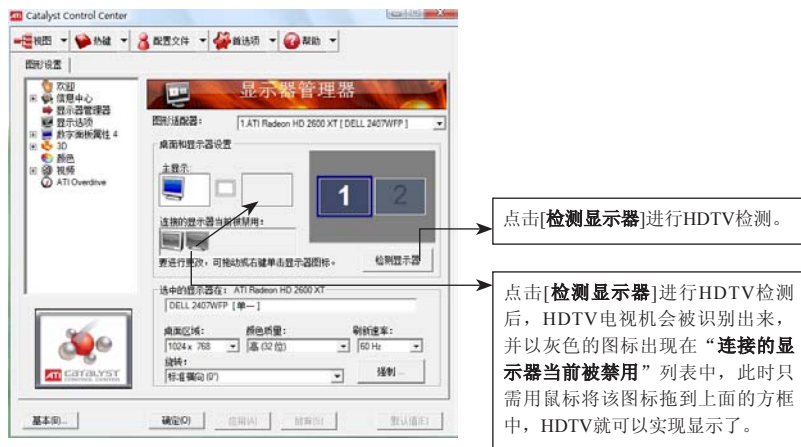 Catalyst Control Center
视图
热键
配置文件
首选项
帮助
图形设置
欢迎
信息中心
显示器管理器
显示选项
数字面板属性 4
3D
颜色
视频
ATI Overdrive
ATI
CATALYST
CONTROL CENTER
显示器管理器
图形适配器：
1.ATI Radeon HD 2600 XT [ DELL 2407WFP ]
桌面和显示器设置
主显示:
1
2
连接的显示器当前被禁用：
要进行更改，可拖动或右键单击显示器图标。
检测显示器
选中的显示器在： ATI Radeon HD 2600 XT
DELL 2407WFP [单一]
桌面区域：
颜色质量：
刷新速率：
1024 x 768
高 (32 位)
60 Hz
旋转：
标准横向 (0°)
强制...
基本(B)...
确定(O)
应用(A)
默认值(E)
点击[检测显示器]进行HDTV检测。
点击[检测显示器]进行HDTV检测
后，HDTV电视机会被识别出来，
并以灰色的图标出现在“连接的显
示器当前被禁用”列表中，此时只
需用鼠标将该图标拖到上面的方框
中，HDTV就可以实现显示了。